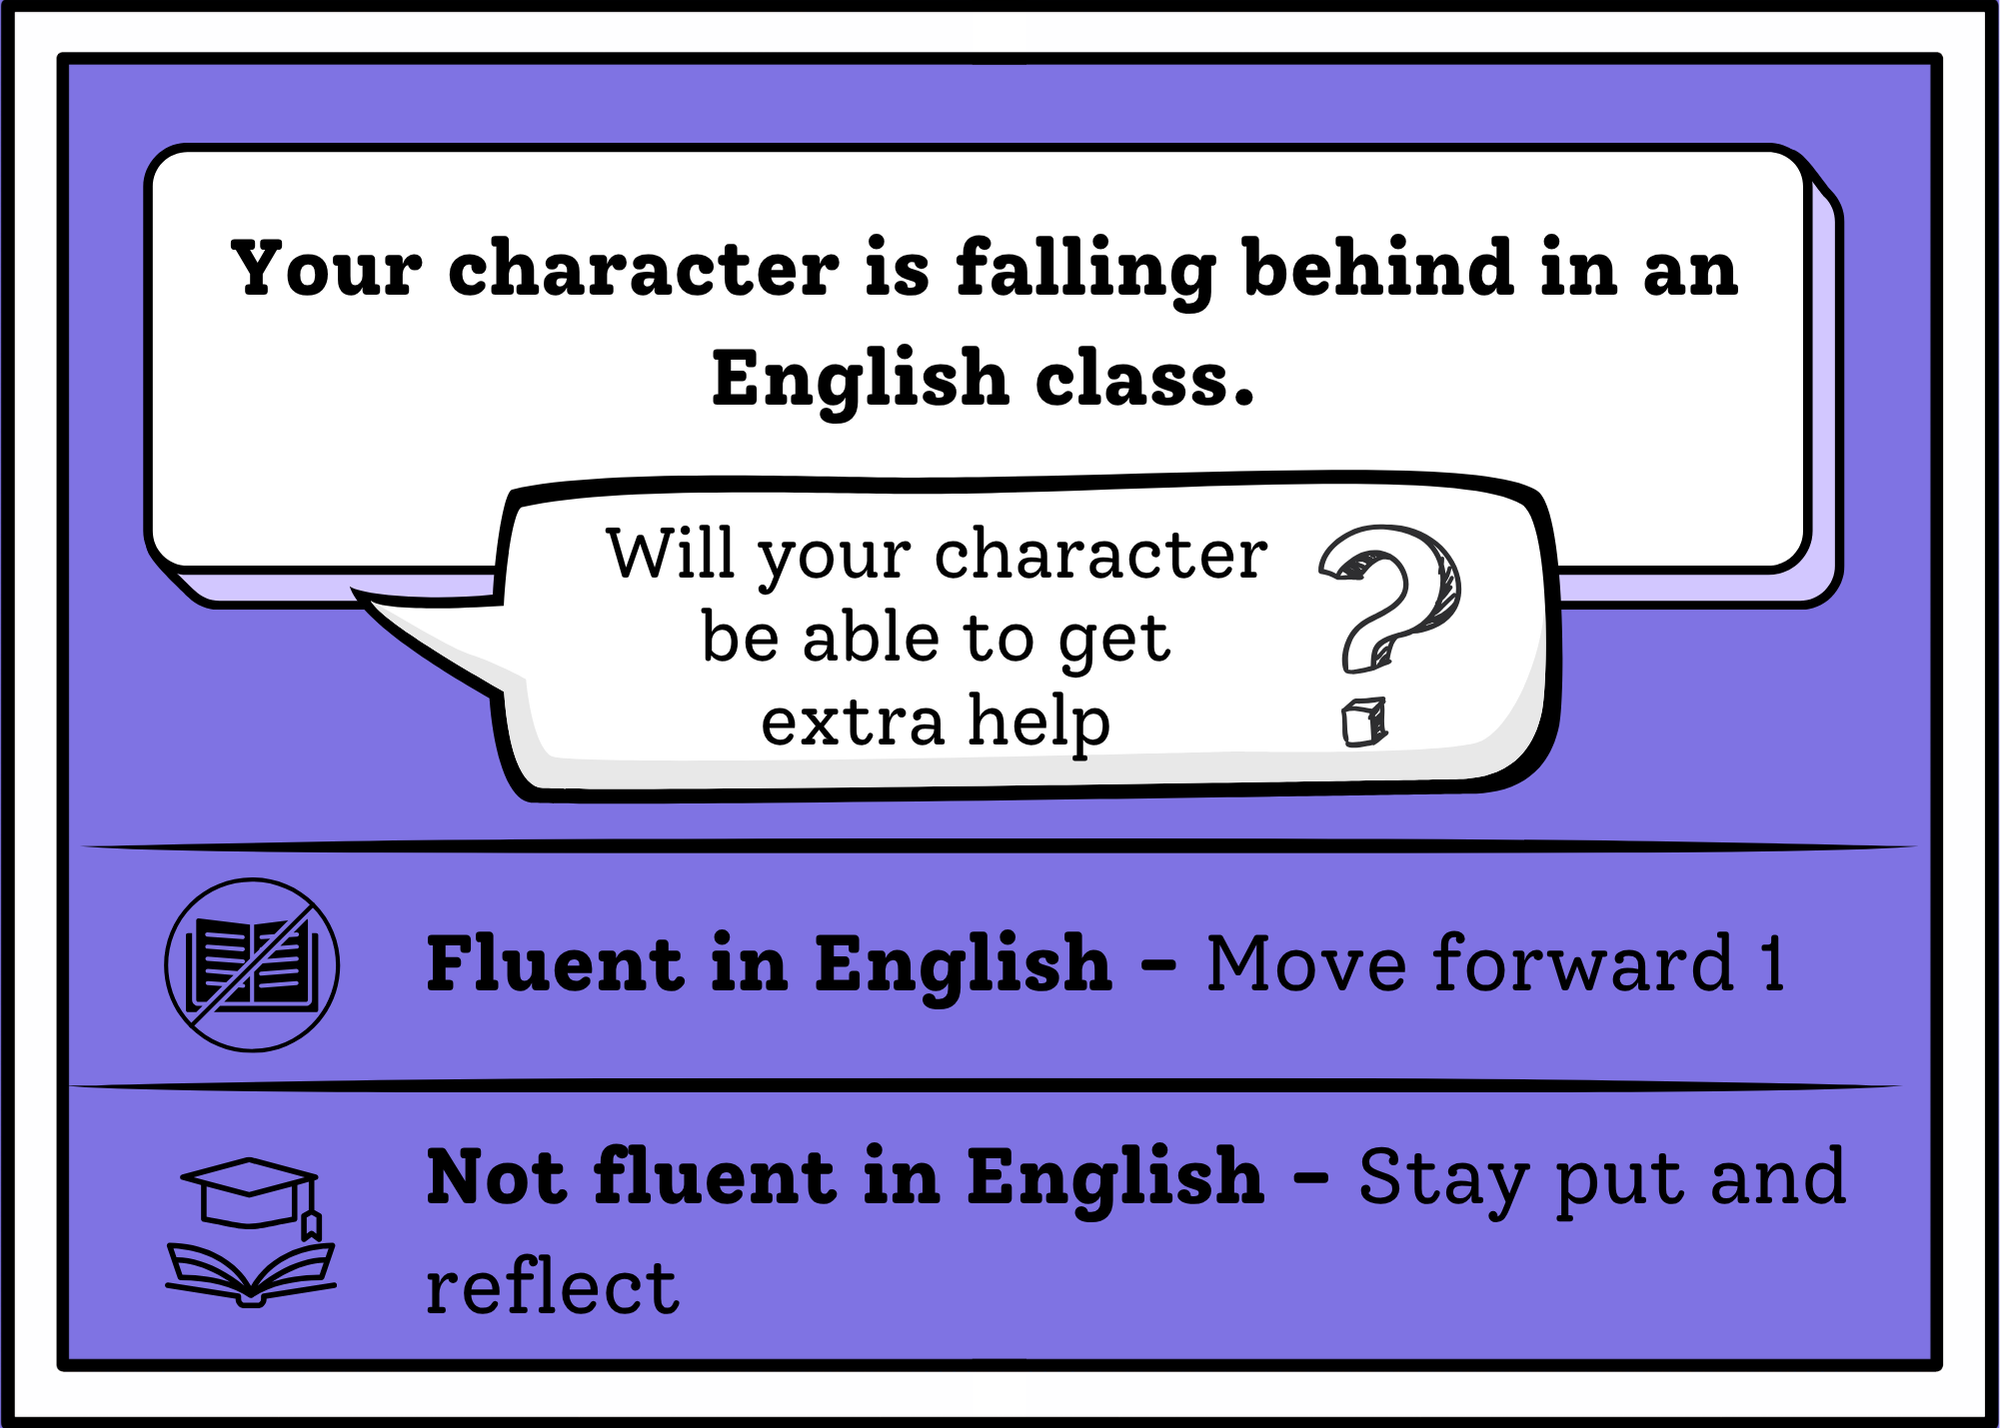 Your character is falling behind in an
English class.
Will your character
be able to get
extra help
?
Fluent in English - Move forward 1
Not fluent in English - Stay put and
reflect